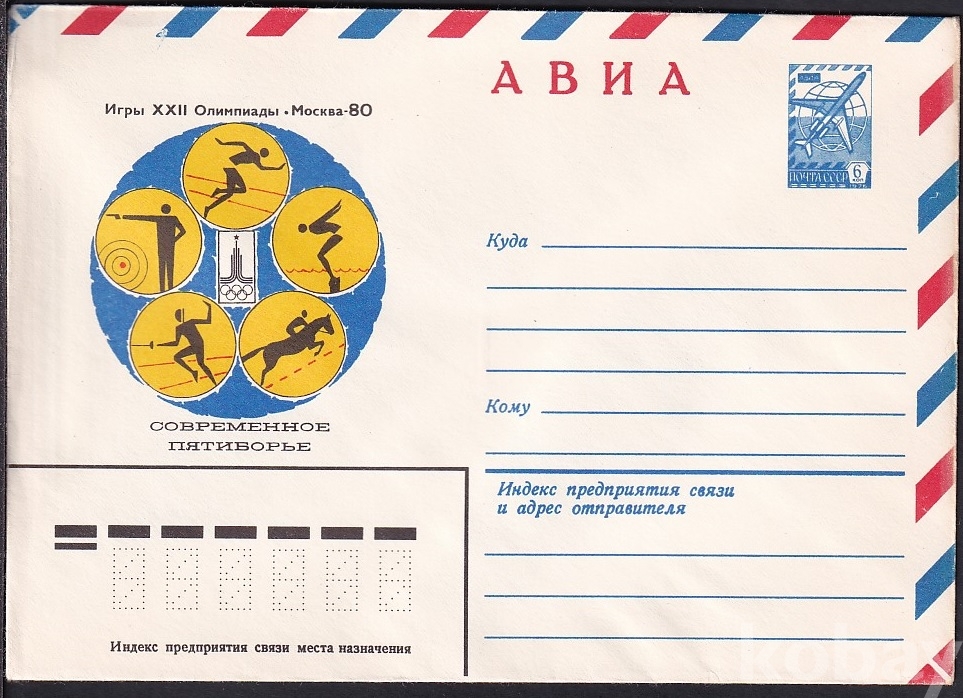 АВИА
Игры XXII Олимпиады • Москва-80
ПОЧТА СССР
6
КОП
1978
Куда
Кому
СОВРЕМЕННОЕ
ПЯТИБОРЬЕ
Индекс предприятия связи
и адрес отправителя
Индекс предприятия связи места назначения
kobay